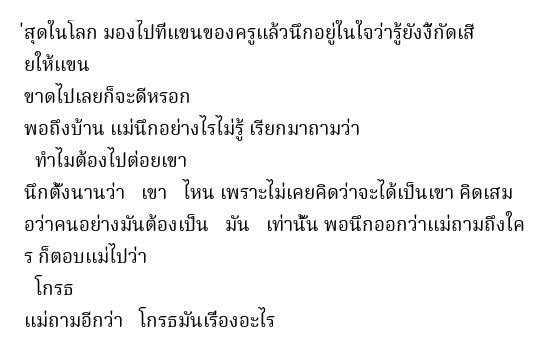 ่สุดในโลก มองไปที่แขนของครูแล้วนึกอยู่ในใจว่ารู้ยังงี้กัดเสี
ยให้แขน
ขาดไปเลยก็จะดีหรอก
พอถึงบ้าน แม่นึกอย่างไรไม่รู้ เรียกมาถามว่า
ทำไมต้องไปต่อยเขา
นึกตั้งนานว่า เขา ไหน เพราะไม่เคยคิดว่าจะได้เป็นเขา คิดเสม
อว่าคนอย่างมันต้องเป็น มัน เท่านั้น พอนึกออกว่าแม่ถามถึงใค
ร ก็ตอบแม่ไปว่า
โกรธ
แม่ถามอีกว่า โกรธมันเรื่องอะไร